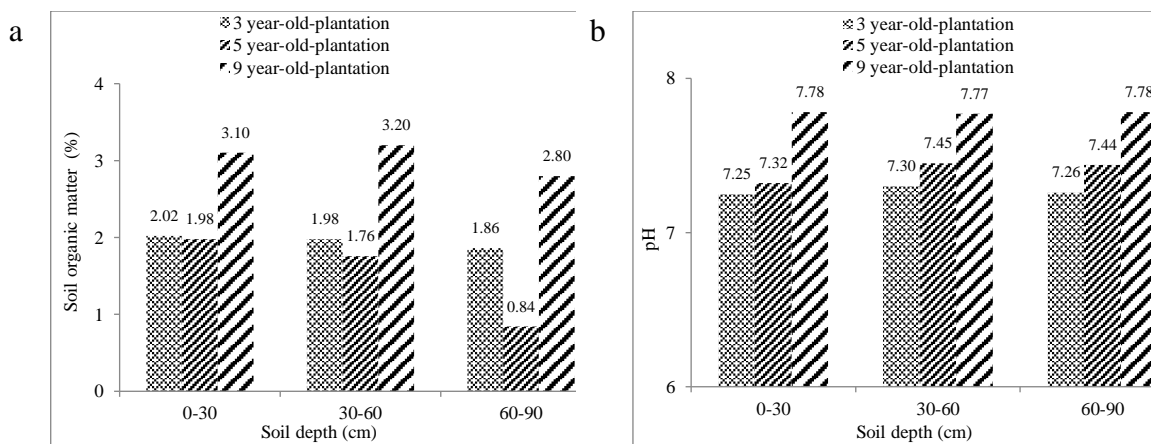 a
3 year-old-plantation
5 year-old-plantation
9 year-old-plantation
Soil organic matter (%)
4
3
2
1
0
2.02
1.98
3.10
1.98
1.76
3.20
1.86
0.84
2.80
0-30
30-60
60-90
Soil depth (cm)
b
3 year-old-plantation
5 year-old-plantation
9 year-old-plantation
pH
8
7
6
7.25
7.32
7.78
7.30
7.45
7.77
7.26
7.44
7.78
0-30
30-60
60-90
Soil depth (cm)